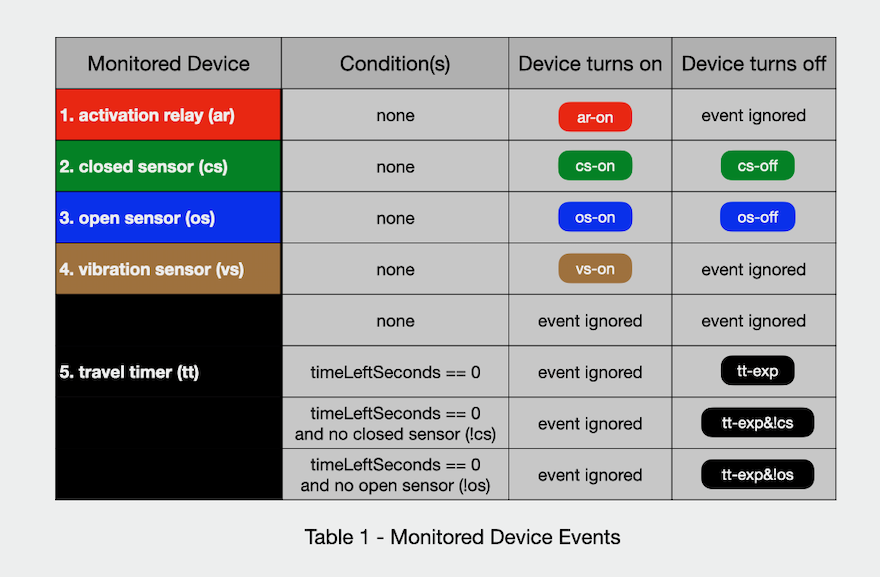 Monitored Device Condition(s) Device turns on Device turns off
1. activation relay (ar) none ar-on event ignored
2. closed sensor (cs) none cs-on cs-off
3. open sensor (os) none os-on os-off
4. vibration sensor (vs) none vs-on event ignored
none event ignored event ignored
5. travel timer (tt) timeLeftSeconds == 0 event ignored tt-exp
timeLeftSeconds == 0
and no closed sensor (!cs) event ignored tt-exp&!cs
timeLeftSeconds == 0
and no open sensor (!os) event ignored tt-exp&!os
Table 1 - Monitored Device Events